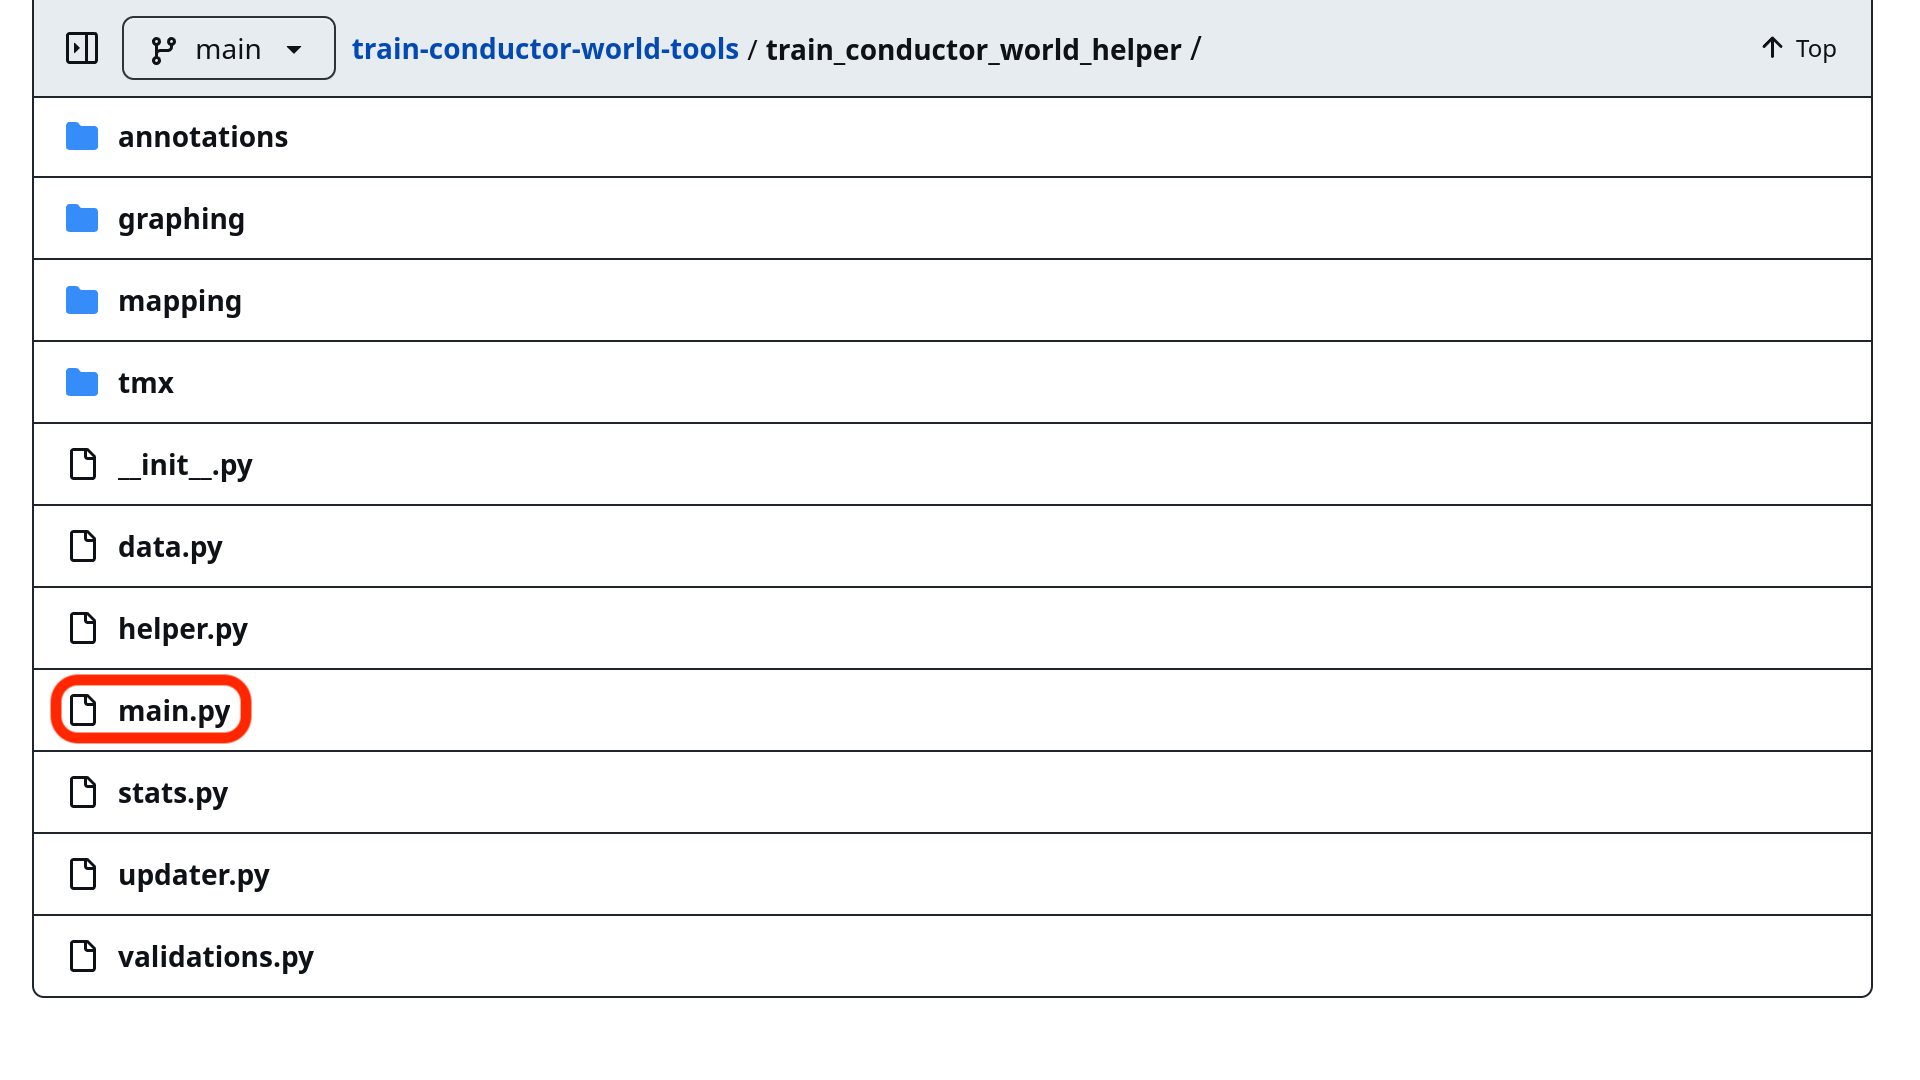 main train-conductor-world-tools / train_conductor_world_helper / Top
annotations
graphing
mapping
tmx
__init__.py
data.py
helper.py
main.py
stats.py
updater.py
validations.py